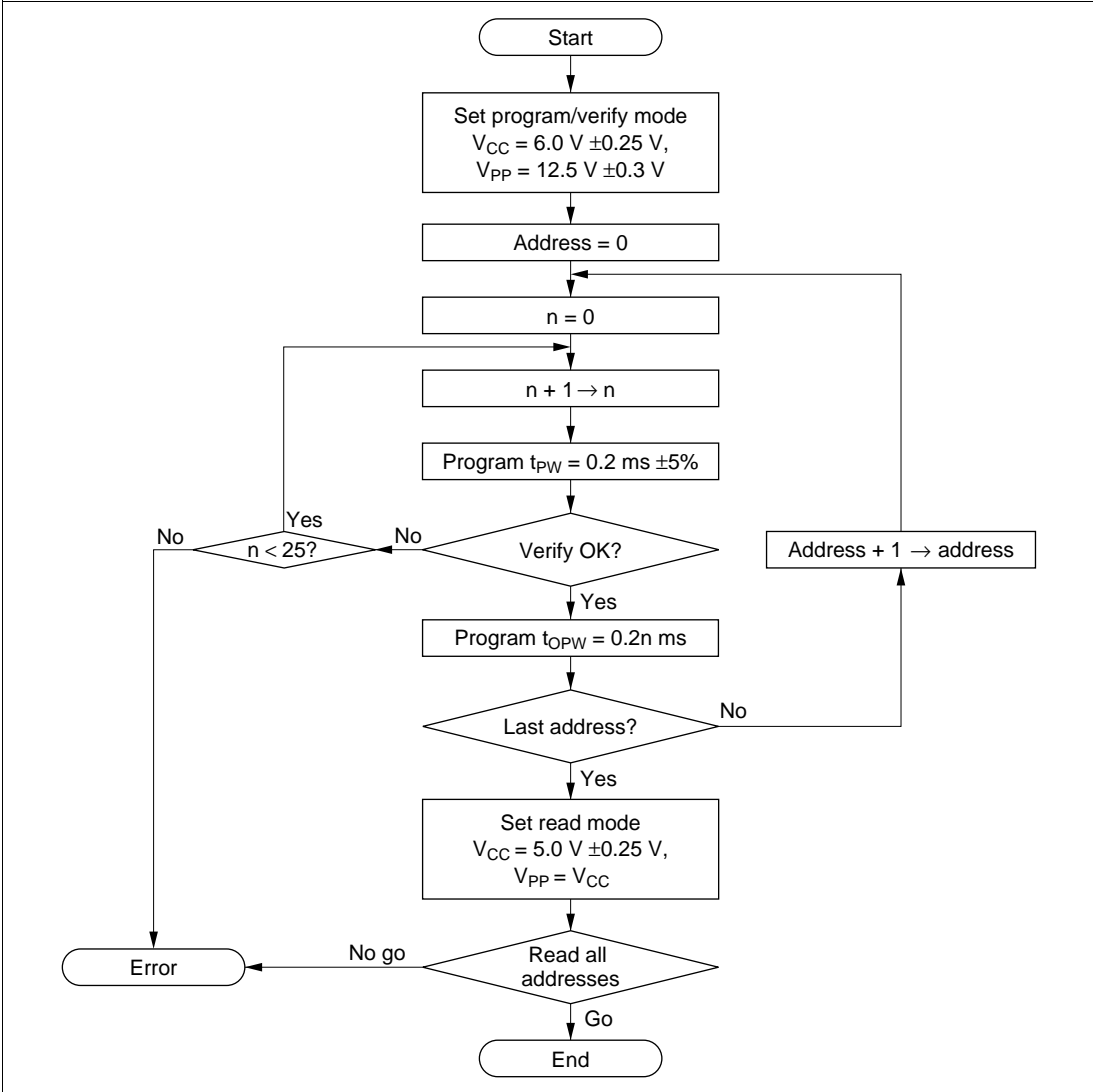 Start
Set program/verify mode
VCC = 6.0 V ±0.25 V,
VPP = 12.5 V ±0.3 V
Address = 0
n = 0
n + 1 → n
Program tPW = 0.2 ms ±5%
No
Yes
n < 25?
No
Verify OK?
Address + 1 → address
Yes
Program tOPW = 0.2n ms
Last address?
No
Yes
Set read mode
VCC = 5.0 V ±0.25 V,
VPP = VCC
Error
No go
Read all
addresses
Go
End